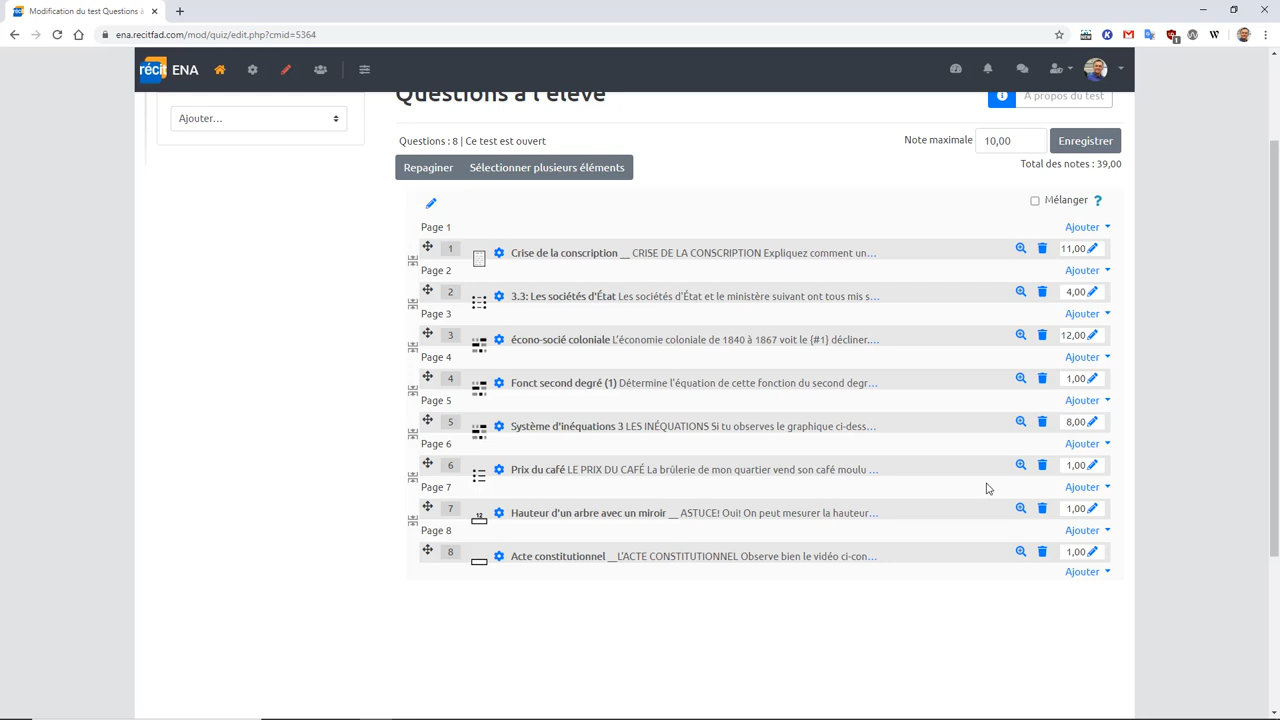 Modification du test Questions à
ena.recitfad.com/mod/quiz/edit.php?cmid=5364
récit ENA
Questions à l'élève
À propos du test
Ajouter...
Questions : 8 | Ce test est ouvert
Note maximale 10,00 Enregistrer
Total des notes : 39,00
Repaginer Sélectionner plusieurs éléments
Mélanger ?
Page 1 Ajouter
1 Crise de la conscription __ CRISE DE LA CONSCRIPTION Expliquez comment un... 11,00
Page 2 Ajouter
2 3.3: Les sociétés d'État Les sociétés d'État et le ministère suivant ont tous mis s... 4,00
Page 3 Ajouter
3 écono-socié coloniale L'économie coloniale de 1840 à 1867 voit le {#1} décliner.... 12,00
Page 4 Ajouter
4 Fonct second degré (1) Détermine l'équation de cette fonction du second degr... 1,00
Page 5 Ajouter
5 Système d'inéquations 3 LES INÉQUATIONS Si tu observes le graphique ci-dess... 8,00
Page 6 Ajouter
6 Prix du café LE PRIX DU CAFÉ La brûlerie de mon quartier vend son café moulu ... 1,00
Page 7 Ajouter
7 12 Hauteur d'un arbre avec un miroir __ ASTUCE! Oui! On peut mesurer la hauteur... 1,00
Page 8 Ajouter
8 Acte constitutionnel __L'ACTE CONSTITUTIONNEL Observe bien le vidéo ci-con... 1,00
Ajouter